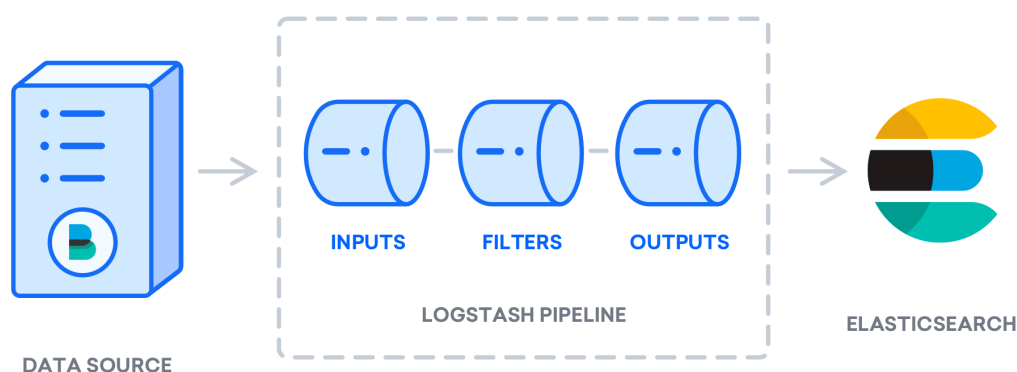 INPUTS
FILTERS
OUTPUTS
LOGSTASH PIPELINE
ELASTICSEARCH
DATA SOURCE